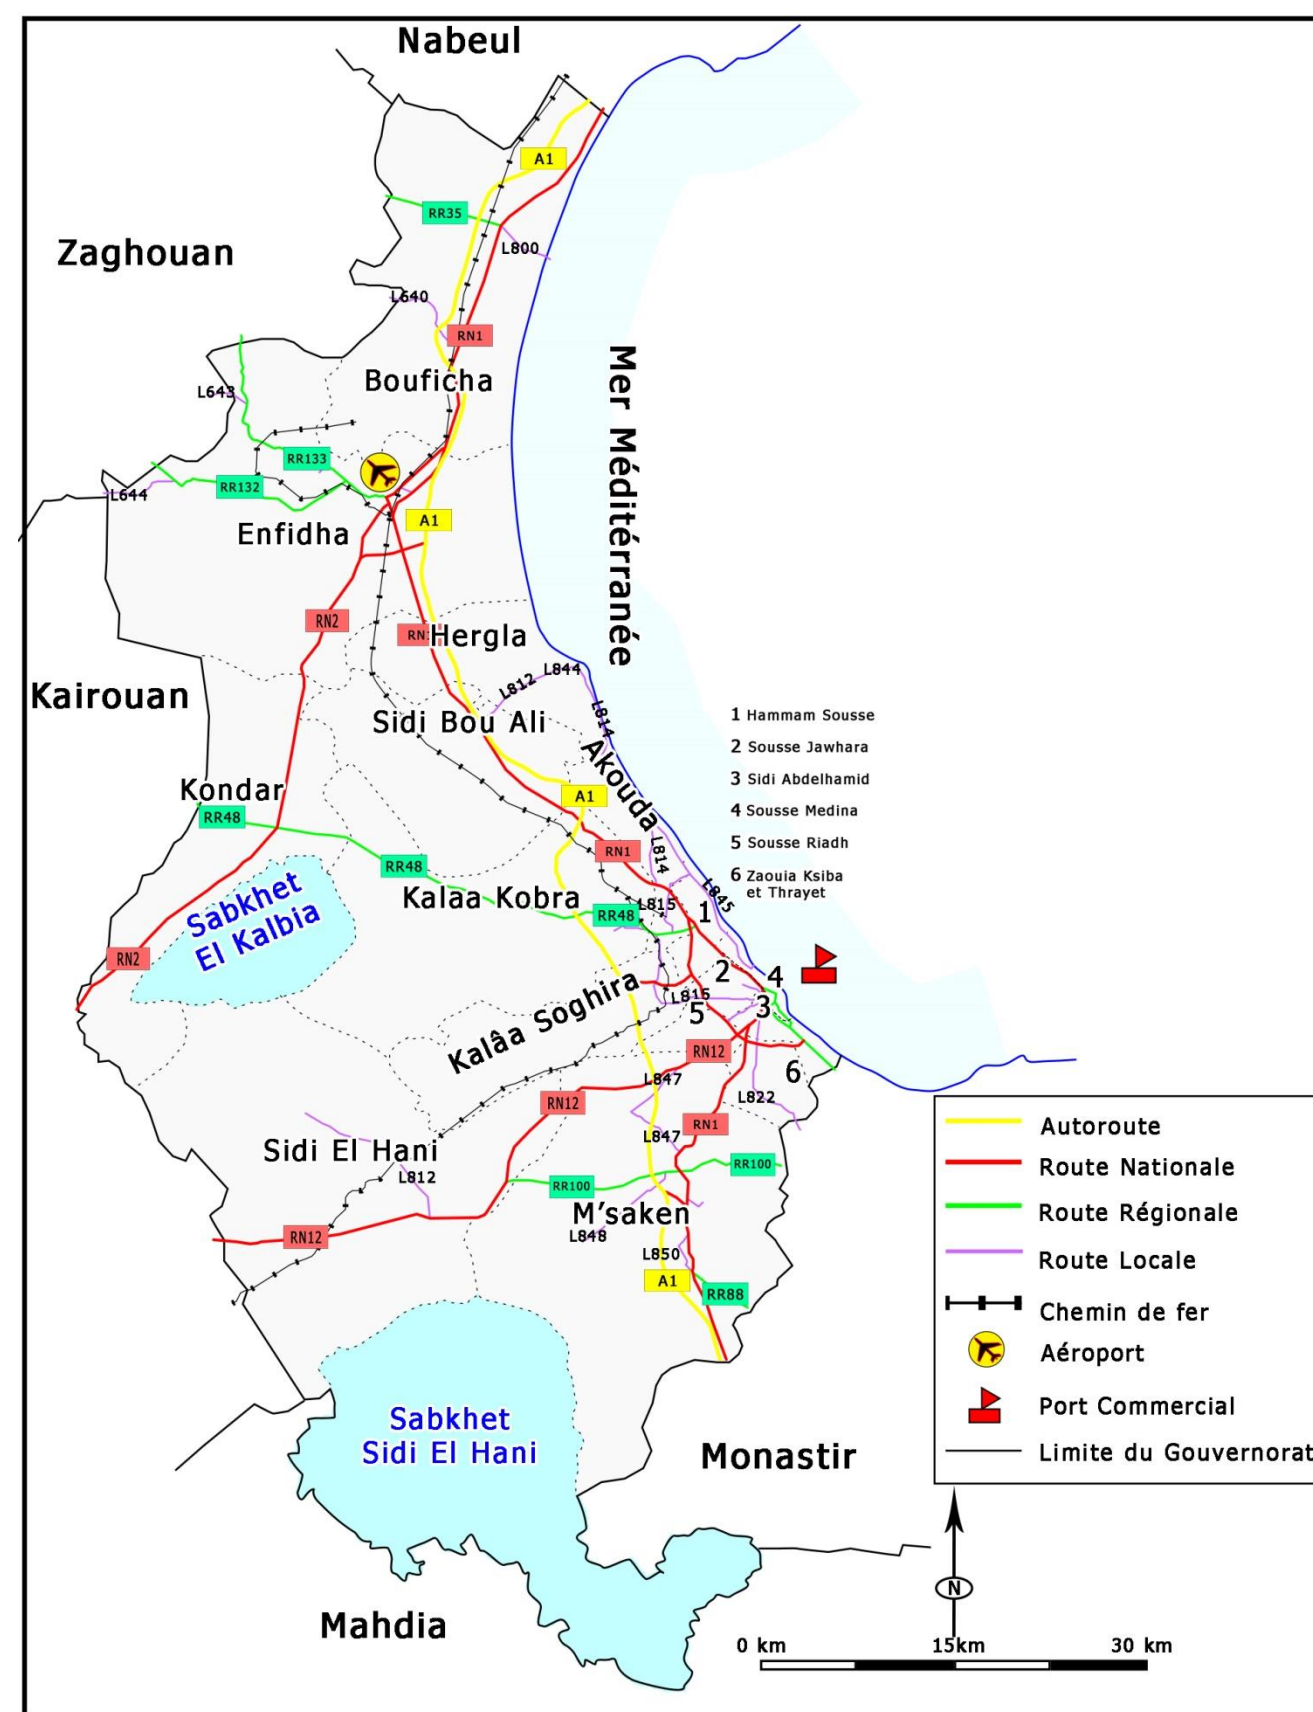 Nabeul
A1
RR35
Zaghouan
L800
L640
RN1
Mer Méditérranée
Bouficha
L643
RR133
RR132
L644
A1
Enfidha
RN2
RN1
Hergla
L844
L812
Kairouan
L814
Sidi Bou Ali
Akouda
1 Hammam Sousse
2 Sousse Jawhara
3 Sidi Abdelhamid
4 Sousse Medina
5 Sousse Riadh
6 Zaouia Ksiba
et Thrayet
Kondar
A1
RR48
RN1
L814
RR48
Kalaa Kobra
L845
L815
RR48
1
Sabkhet
El Kalbia
RN2
2
4
Kalâa Soghira
L815
3
5
RN12
6
L847
L822
RN12
RN1
L847
Sidi El Hani
RR100
L812
RR100
M'saken
L848
RN12
L850
A1
RR88
Autoroute
Route Nationale
Route Régionale
Route Locale
Chemin de fer
Aéroport
Port Commercial
Limite du Gouvernorat
Sabkhet
Sidi El Hani
Monastir
N
Mahdia
0 km 15km 30 km